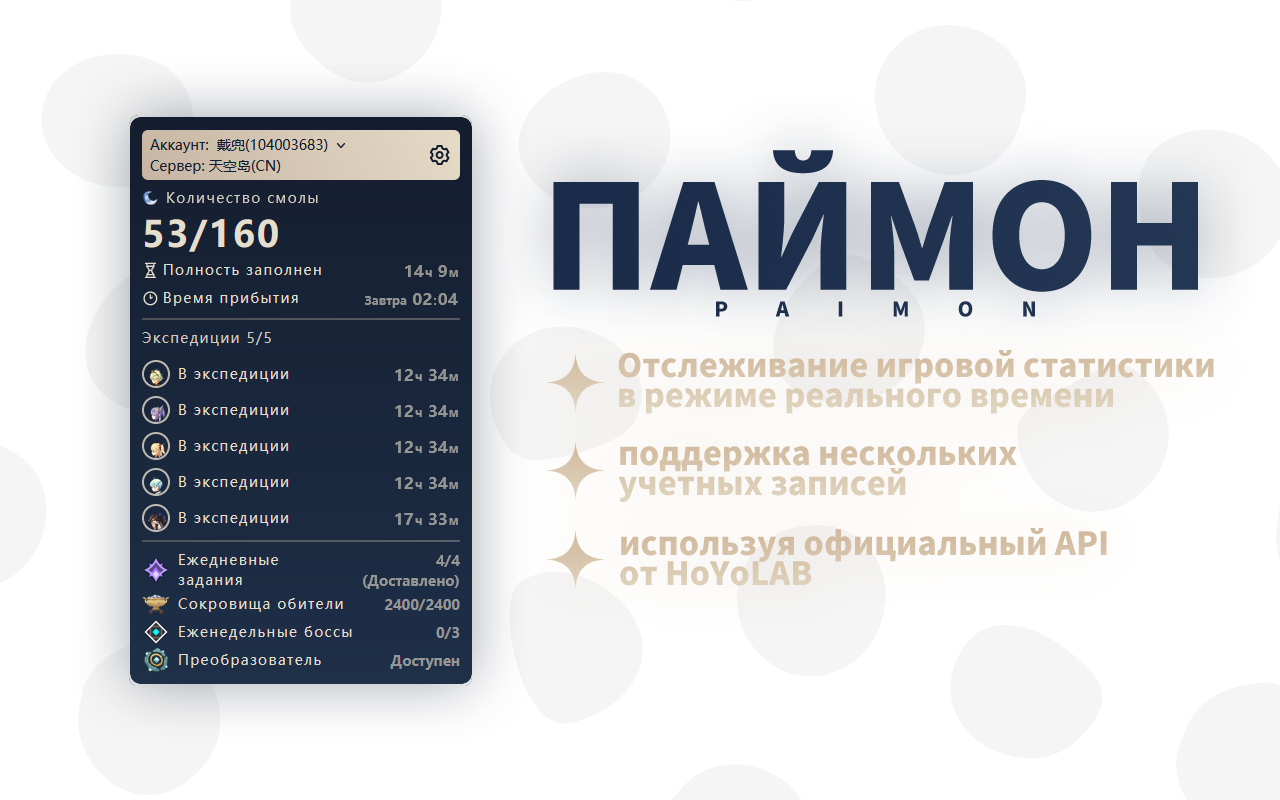 Аккаунт: 戴兜(104003683)
Сервер: 天空岛(CN)
Количество смолы
53/160
Полность заполнен 14ч 9м
Время прибытия Завтра 02:04
Экспедиции 5/5
В экспедиции 12ч 34м
В экспедиции 12ч 34м
В экспедиции 12ч 34м
В экспедиции 12ч 34м
В экспедиции 17ч 33м
Ежедневные 4/4
задания (Доставлено)
Сокровища обители 2400/2400
Еженедельные боссы 0/3
Преобразователь Доступен
ПАЙМОН
PAIMON
Отслеживание игровой статистики
в режиме реального времени
поддержка нескольких
учетных записей
используя официальный API
от HoYoLAB